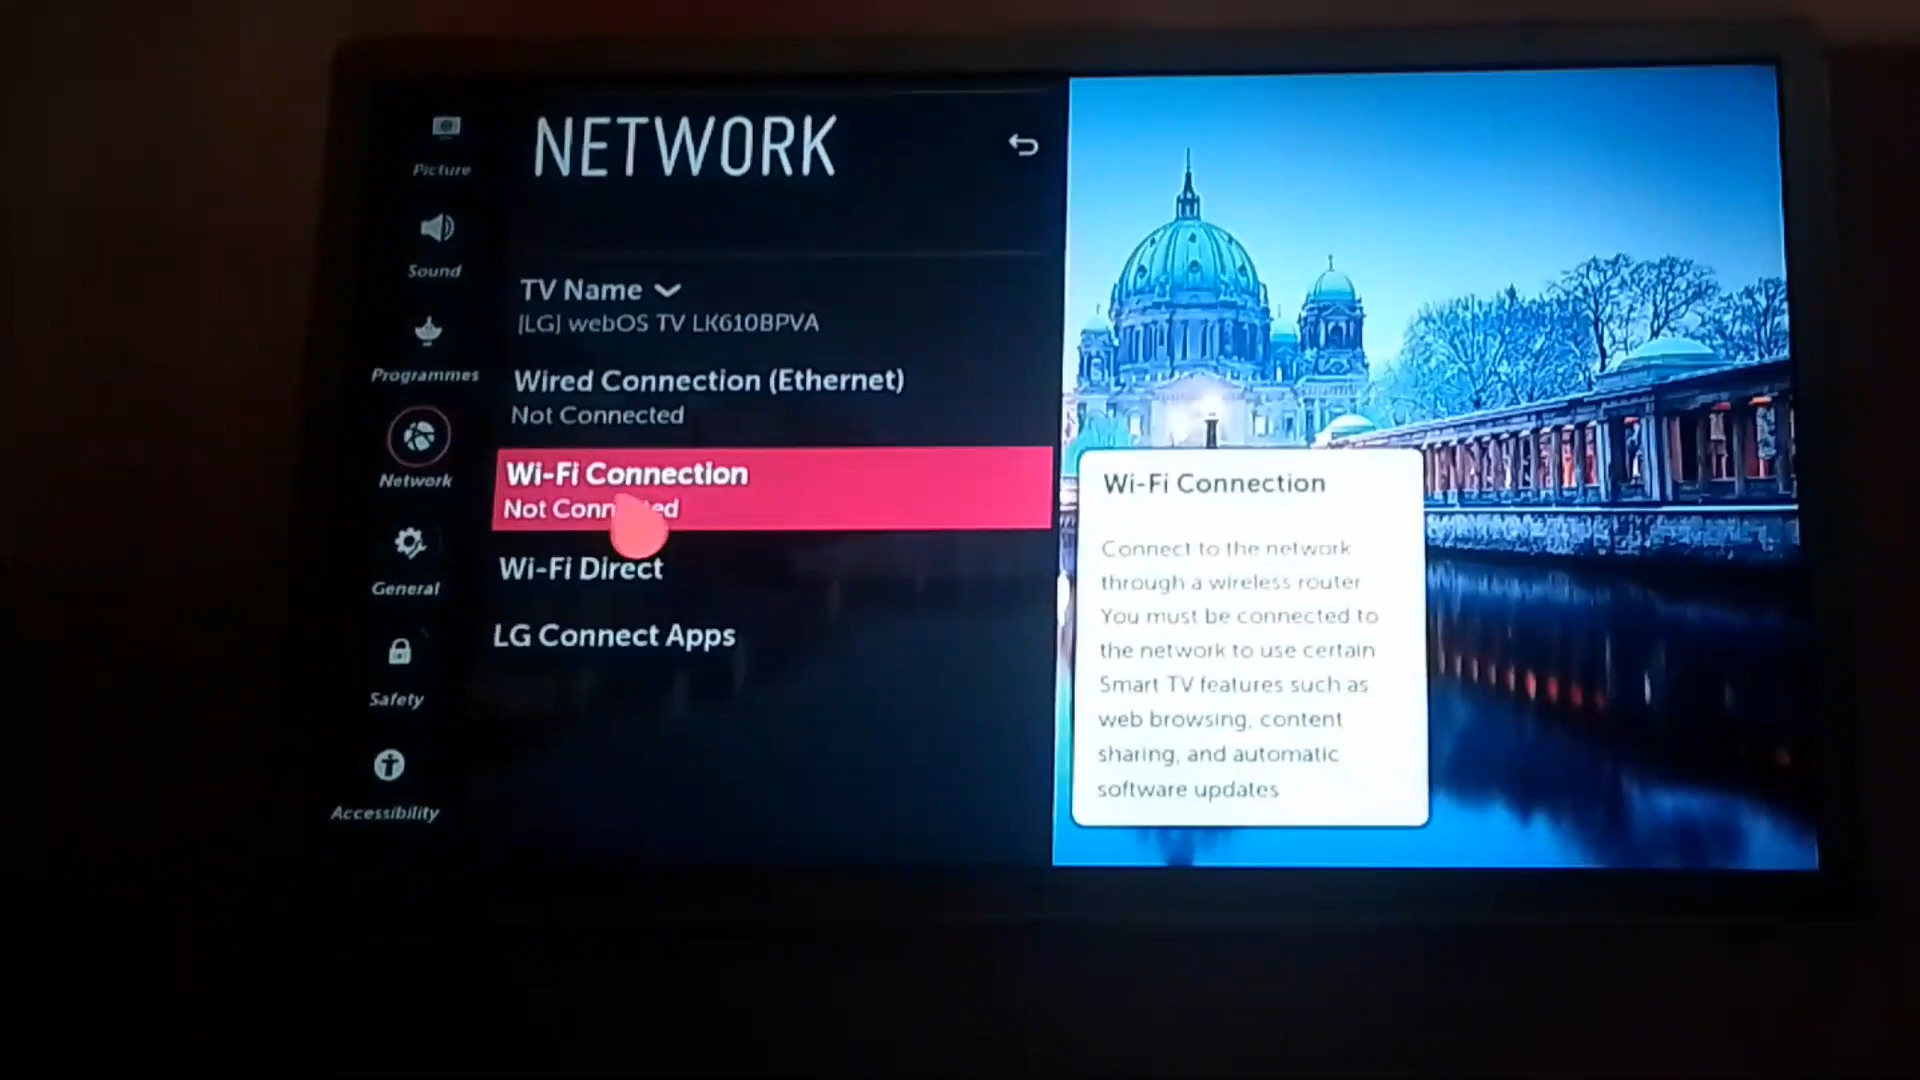 Picture
Sound
Programmes
Network
General
Safety
Accessibility
NETWORK
TV Name
[LG] webOS TV LK610BPVA
Wired Connection (Ethernet)
Not Connected
Wi-Fi Connection
Not Connected
Wi-Fi Direct
LG Connect Apps
Wi-Fi Connection
Connect to the network
through a wireless router
You must be connected to
the network to use certain
Smart TV features such as
web browsing, content
sharing, and automatic
software updates